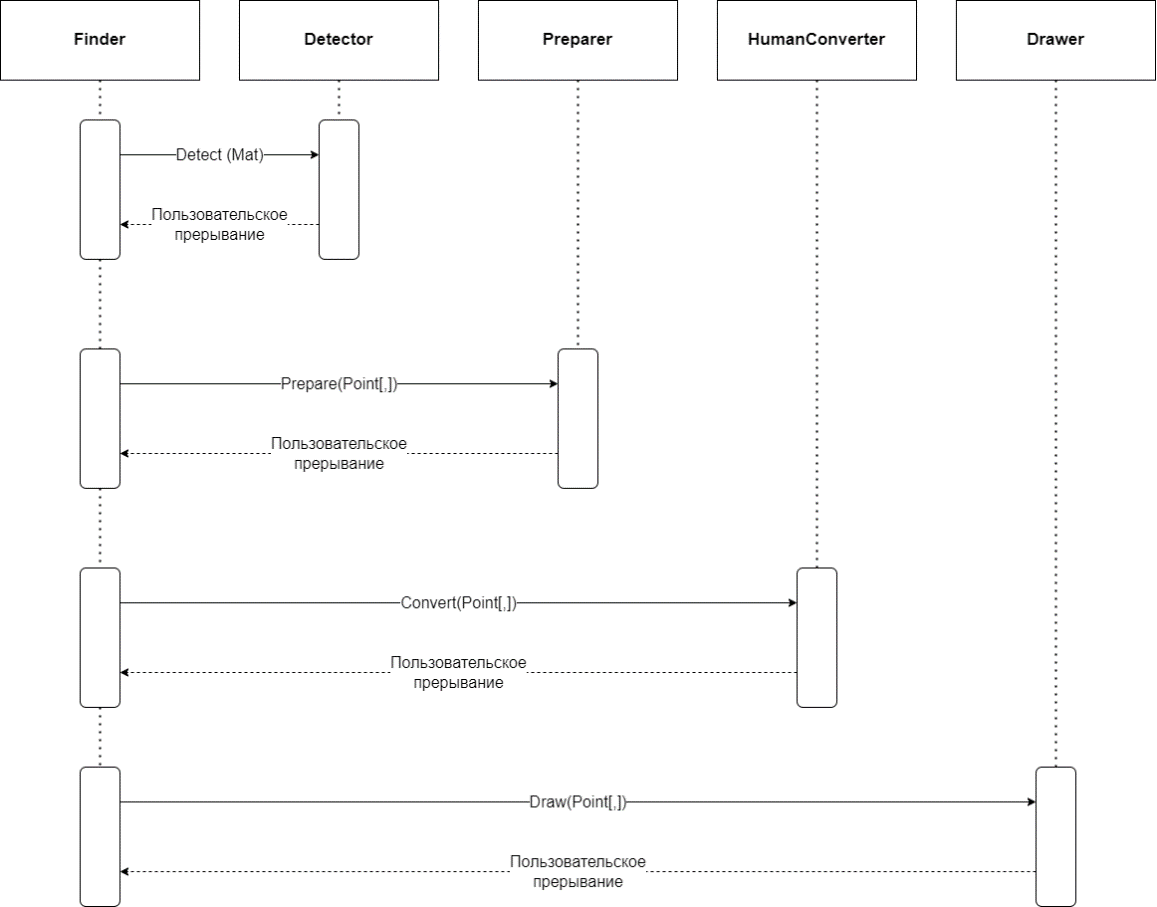 Finder
Detector
Preparer
HumanConverter
Drawer
Detect (Mat)
Пользовательское
прерывание
Prepare(Point[,])
Пользовательское
прерывание
Convert(Point[,])
Пользовательское
прерывание
Draw(Point[,])
Пользовательское
прерывание